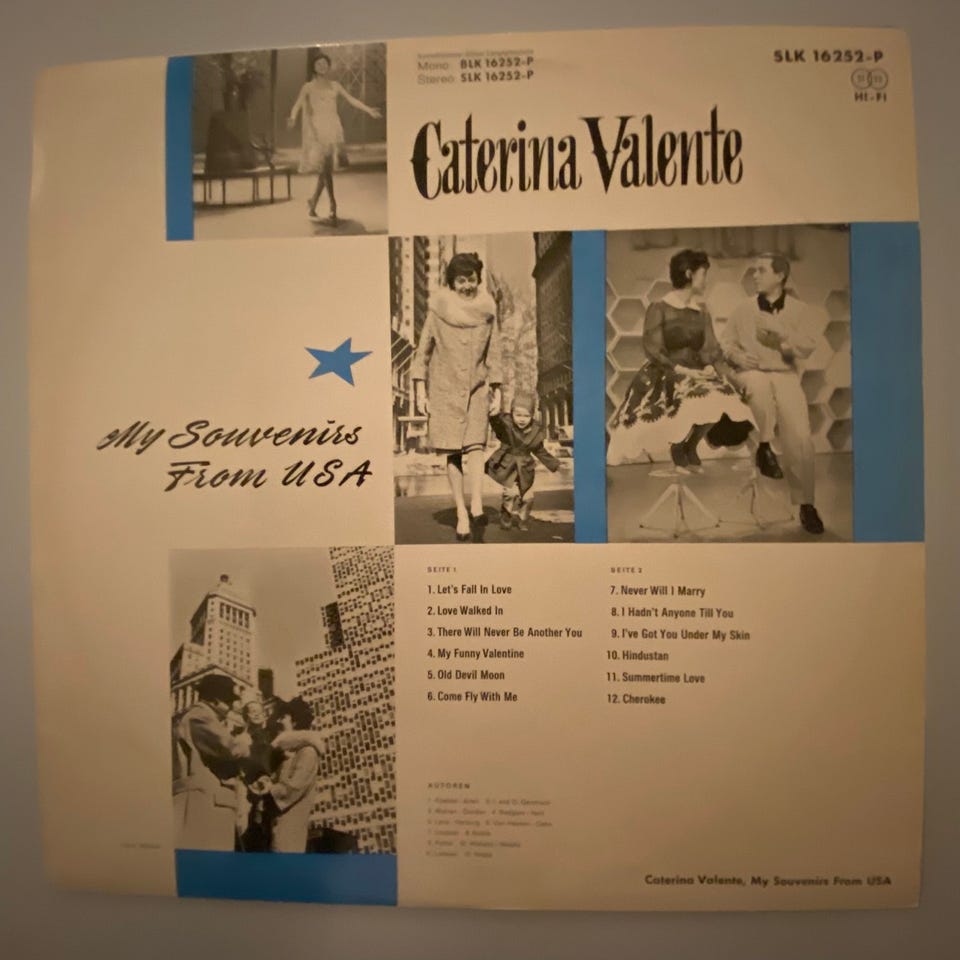 Mono: BLK 16252-P
Stereo: SLK 16252-P
SLK 16252-P
HI-FI
Caterina Valente
My Souvenirs
From USA
SEITE 1
1. Let's Fall In Love
2. Love Walked In
3. There Will Never Be Another You
4. My Funny Valentine
5. Old Devil Moon
6. Come Fly With Me
SEITE 2
7. Never Will I Marry
8. I Hadn't Anyone Till You
9. I've Got You Under My Skin
10. Hindustan
11. Summertime Love
12. Cherokee
AUTOREN
Caterina Valente, My Souvenirs From USA